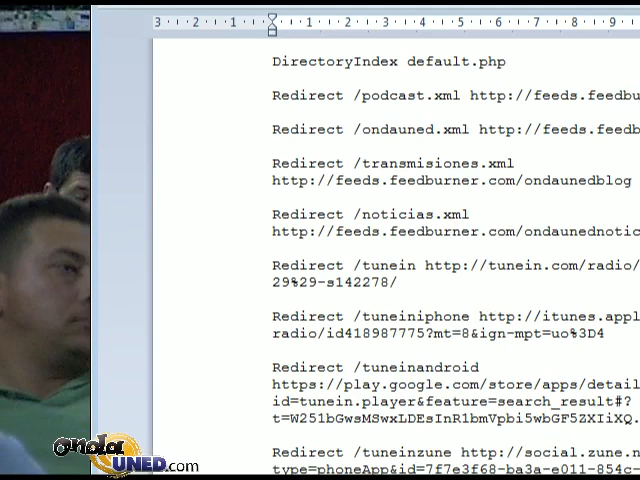 3 2 1 1 2 3 4 5 6 7 8 9
DirectoryIndex default.php
Redirect /podcast.xml http://feeds.feedbu
Redirect /ondauned.xml http://feeds.feedb
Redirect /transmisiones.xml
http://feeds.feedburner.com/ondaunedblog
Redirect /noticias.xml
http://feeds.feedburner.com/ondaunednotic
Redirect /tunein http://tunein.com/radio/
29%29-s142278/
Redirect /tuneiniphone http://itunes.appl
radio/id418987775?mt=8&ign-mpt=uo%3D4
Redirect /tuneinandroid
https://play.google.com/store/apps/detail
id=tunein.player&feature=search_result#?
t=W251bGwsMSwxLDEsInR1bmVpbi5wbGF5ZXIiXQ.
Redirect /tuneinzune http://social.zune.n
type=phoneApp&id=7f7e3f68-ba3a-e011-854c-
onda
UNED.com